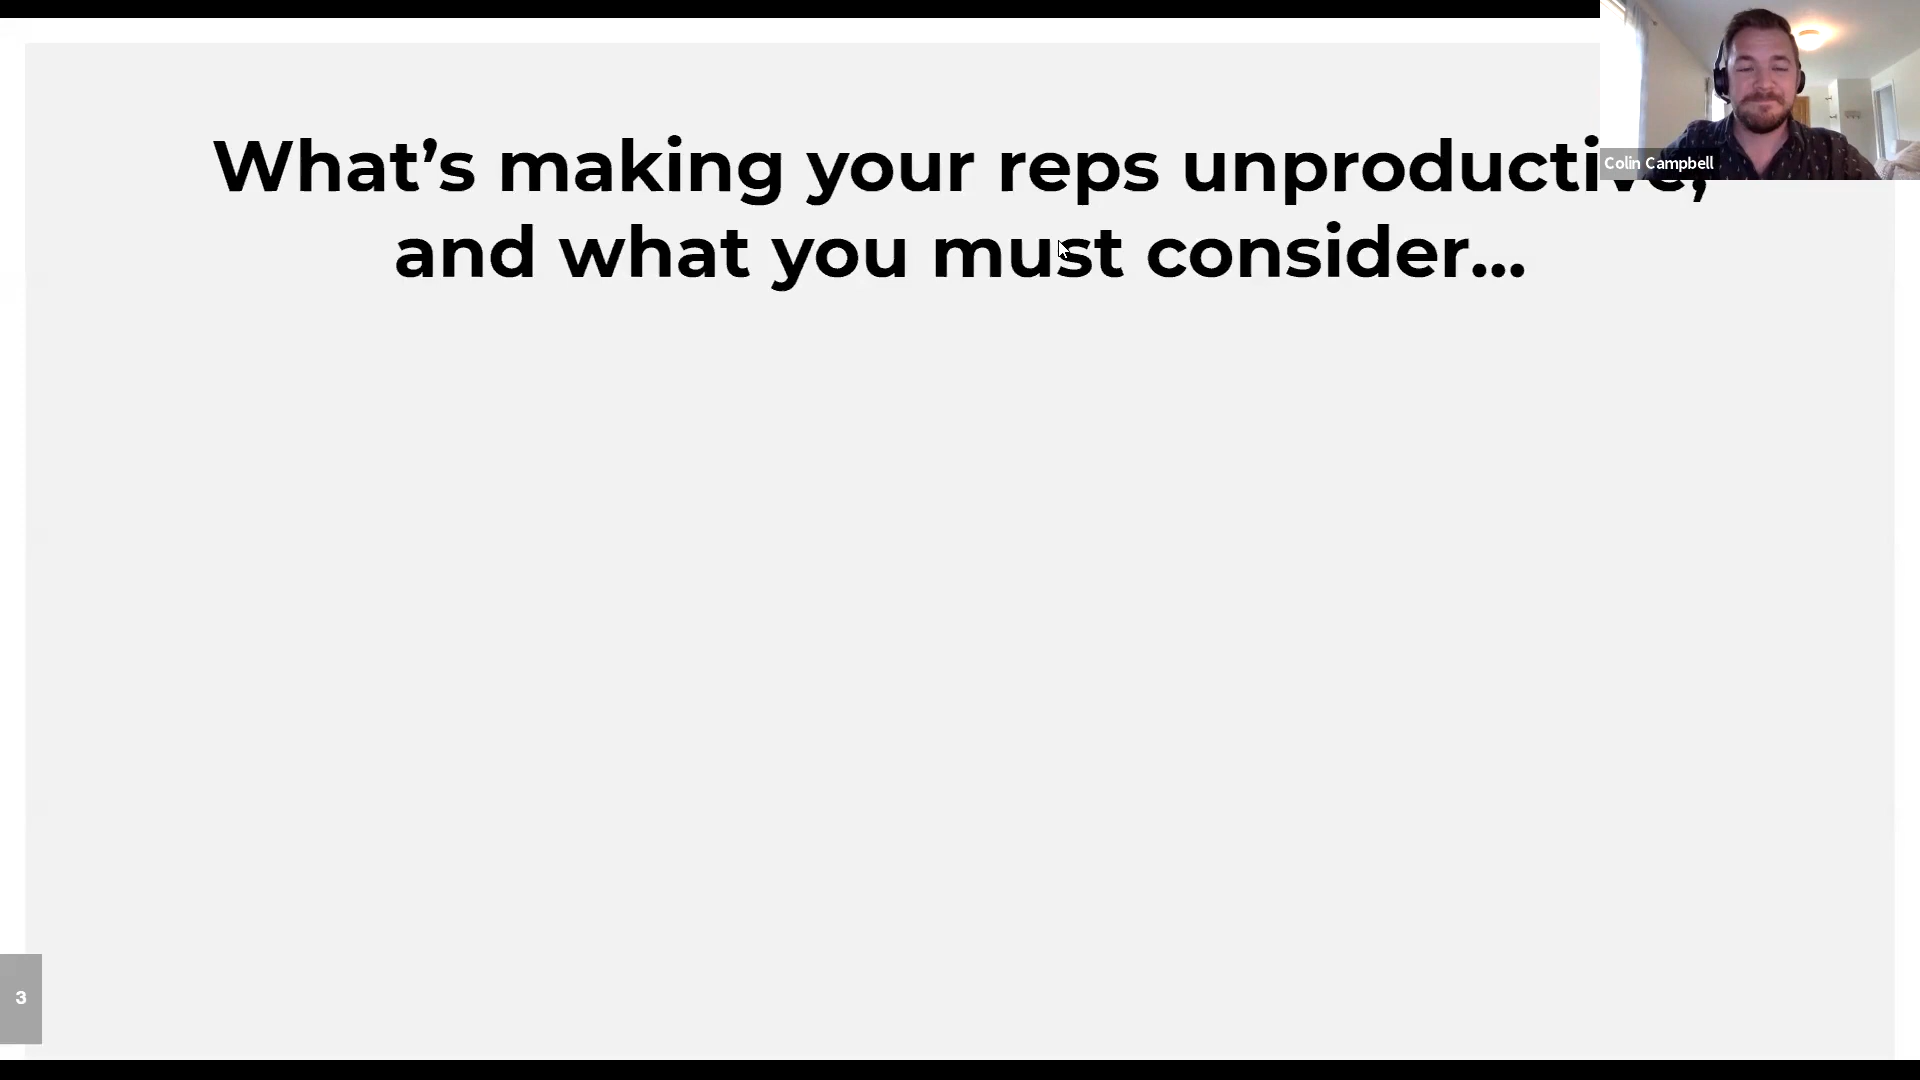 What’s making your reps unproductive,
and what you must consider...
Colin Campbell
3